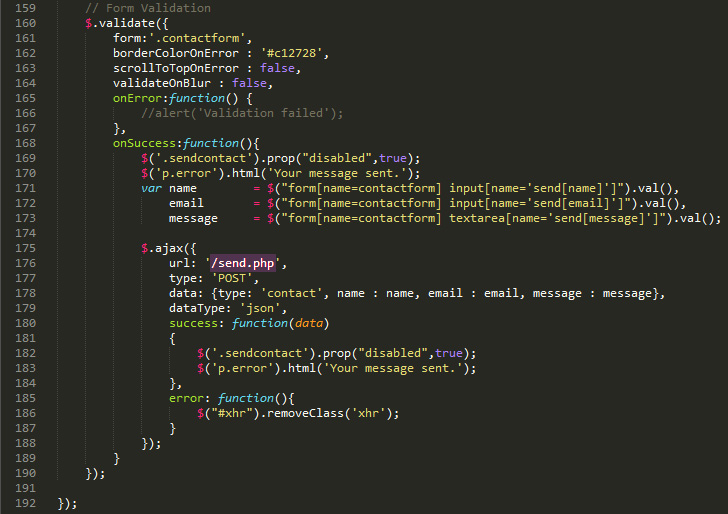 159 // Form Validation
160 $.validate({
161 form:'.contactform',
162 borderColorOnError : '#c12728',
163 scrollToTopOnError : false,
164 validateOnBlur : false,
165 onError:function() {
166 //alert('Validation failed');
167 },
168 onSuccess:function(){
169 $('.sendcontact').prop("disabled",true);
170 $('p.error').html('Your message sent.');
171 var name = $("form[name=contactform] input[name='send[name]']").val(),
172 email = $("form[name=contactform] input[name='send[email]']").val(),
173 message = $("form[name=contactform] textarea[name='send[message]']").val();
174
175 $.ajax({
176 url: '/send.php',
177 type: 'POST',
178 data: {type: 'contact', name : name, email : email, message : message},
179 dataType: 'json',
180 success: function(data)
181 {
182 $('.sendcontact').prop("disabled",true);
183 $('p.error').html('Your message sent.');
184 },
185 error: function(){
186 $("#xhr").removeClass('xhr');
187 }
188 });
189 }
190 });
191
192 });